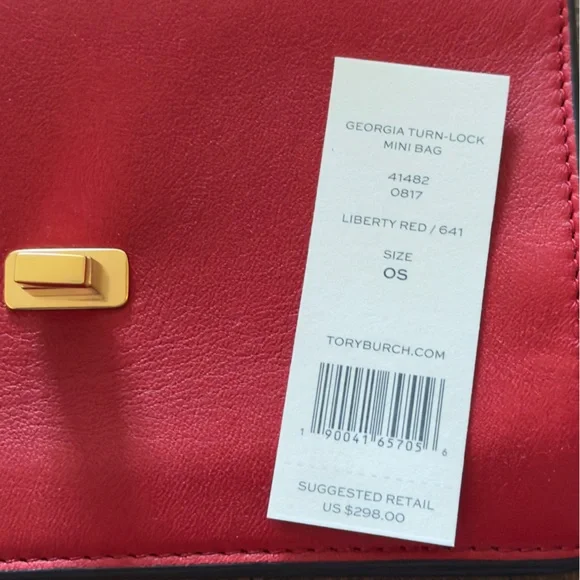 GEORGIA TURN-LOCK
MINI BAG
41482
0817
LIBERTY RED / 641
SIZE
OS
TORYBURCH.COM
1 90041 65705 6
SUGGESTED RETAIL
US $298.00